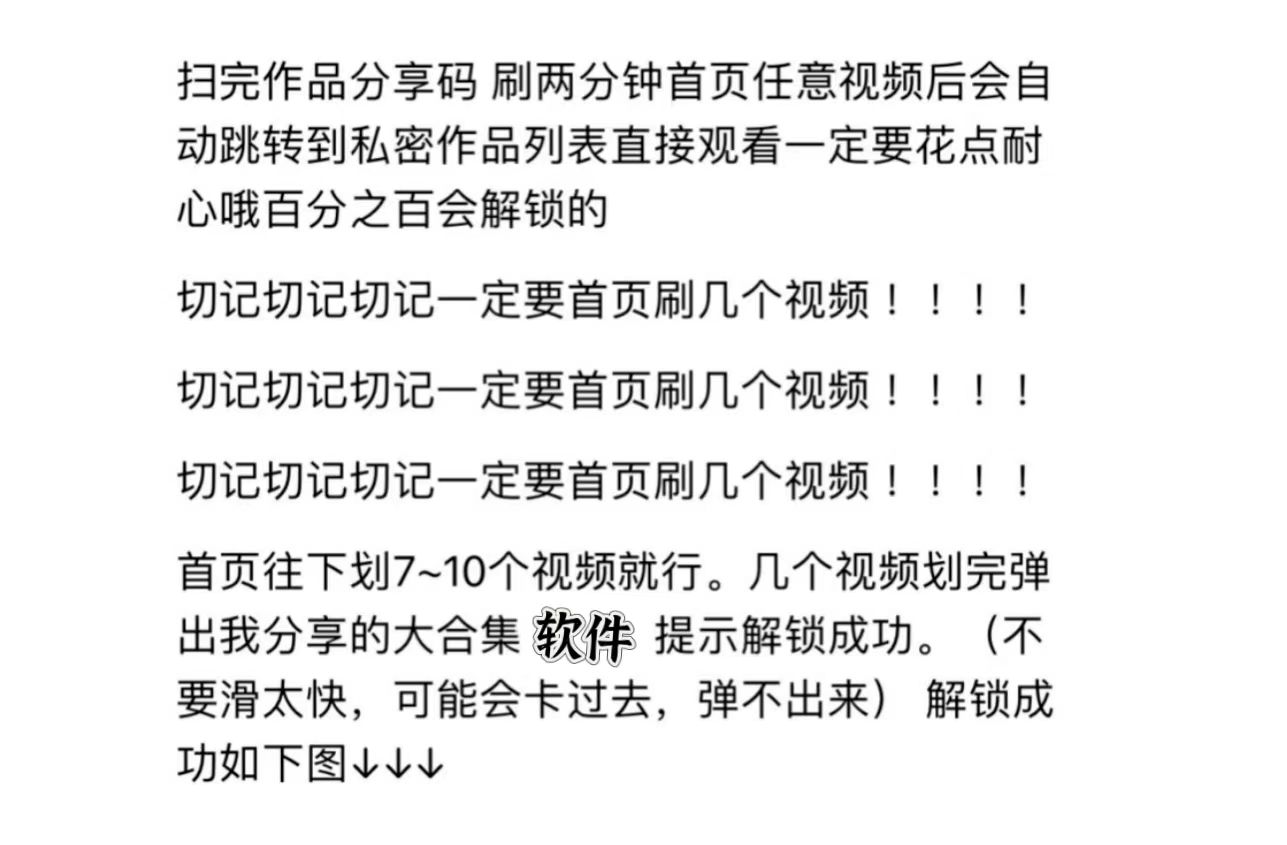 扫完作品分享码 刷两分钟首页任意视频后会自
动跳转到私密作品列表直接观看一定要花点耐
心哦百分之百会解锁的
切记切记切记一定要首页刷几个视频！！！！
切记切记切记一定要首页刷几个视频！！！！
切记切记切记一定要首页刷几个视频！！！！
首页往下划7~10个视频就行。几个视频划完弹
出我分享的大合集 软件 提示解锁成功。（不
要滑太快，可能会卡过去，弹不出来） 解锁成
功如下图↓↓↓